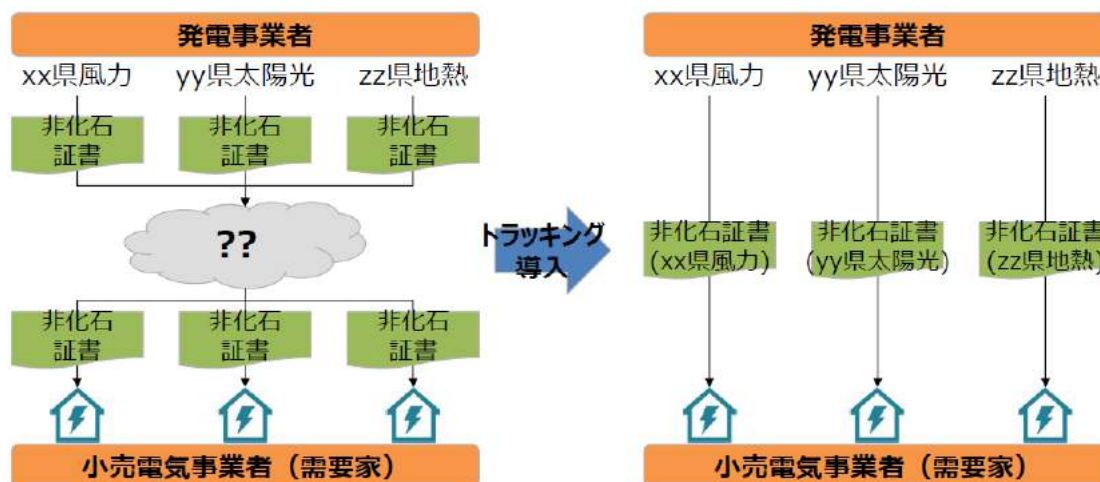 発電事業者
xx県風力 yy県太陽光 zz県地熱
非化石
証書
非化石
証書
非化石
証書
??
非化石
証書
非化石
証書
非化石
証書
小売電気事業者（需要家）
トラッキング
導入
発電事業者
xx県風力 yy県太陽光 zz県地熱
非化石証書
(xx県風力)
非化石証書
(yy県太陽光)
非化石証書
(zz県地熱)
小売電気事業者（需要家）